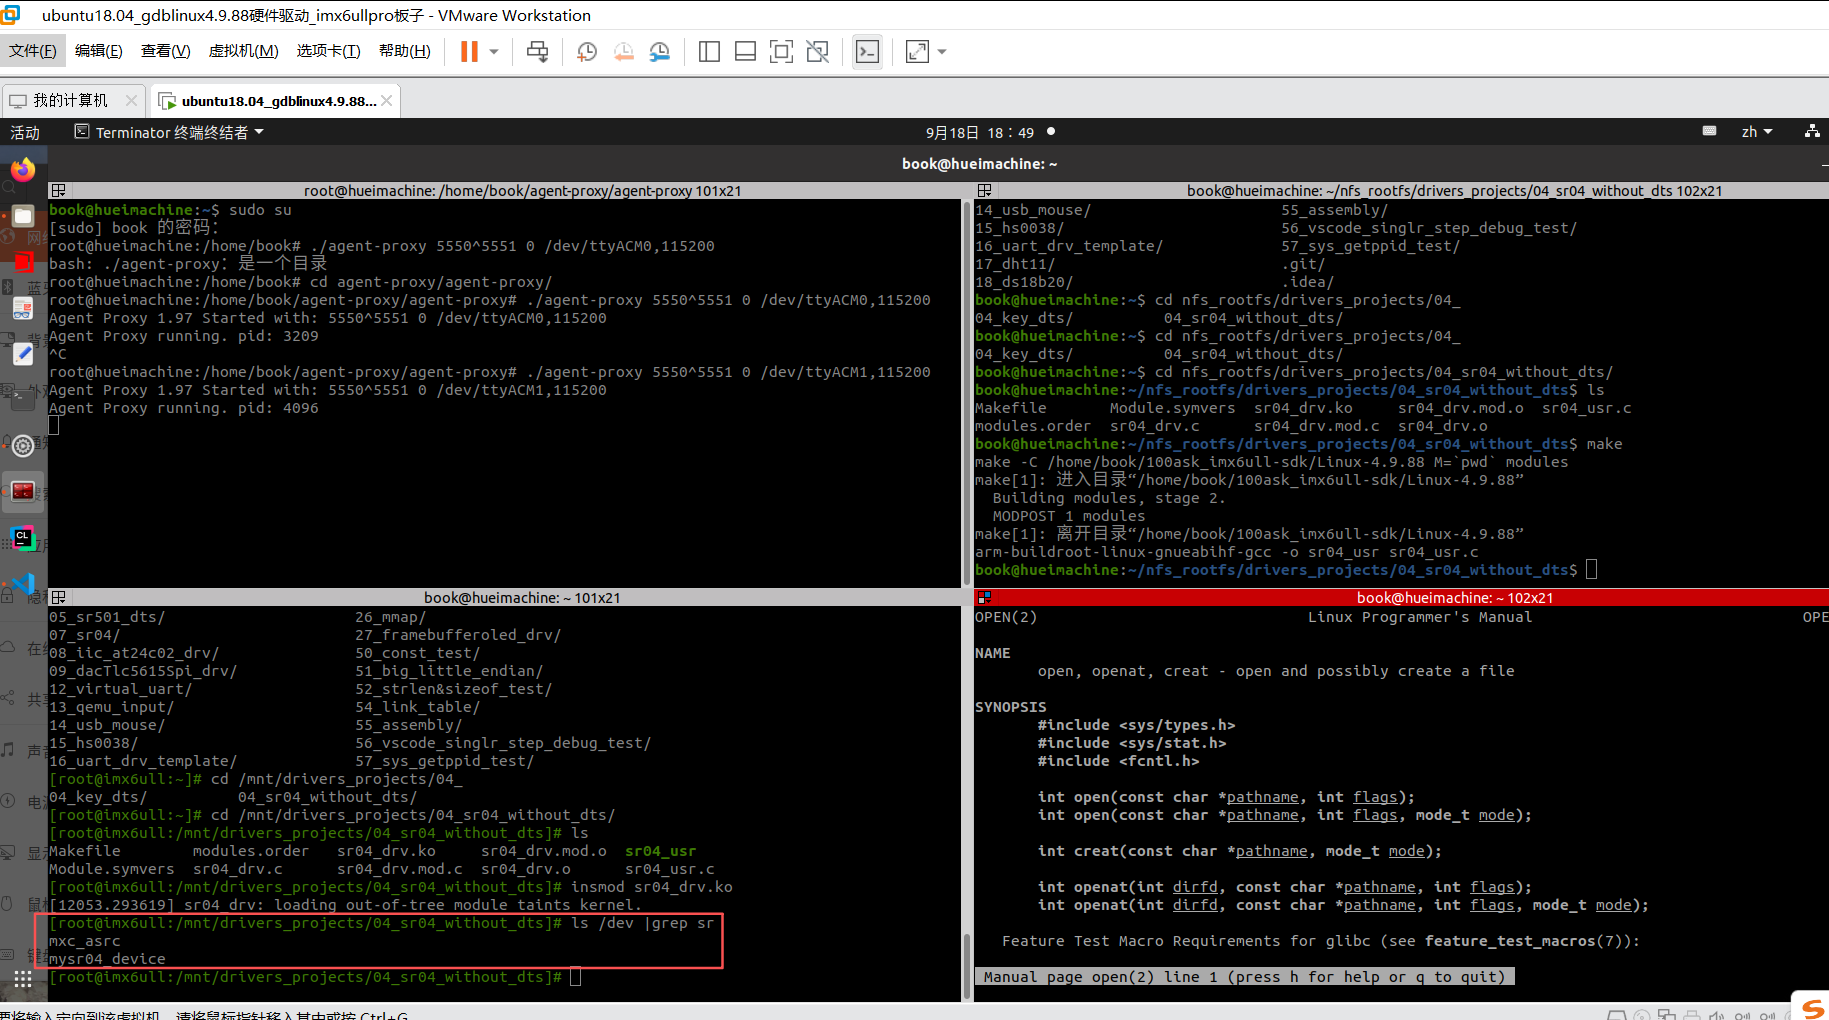 ubuntu18.04_gdblinux4.9.88硬件驱动_imx6ullpro板子 - VMware Workstation
文件(F) 编辑(E) 查看(V) 虚拟机(M) 选项卡(T) 帮助(H)
我的计算机 ubuntu18.04_gdblinux4.9.88...
活动 Terminator 终端终结者 9月18日 18：49 zh
book@hueimachine: ~
root@hueimachine: /home/book/agent-proxy/agent-proxy 101x21
book@hueimachine:~$ sudo su
[sudo] book 的密码：
root@hueimachine:/home/book# ./agent-proxy 5550^5551 0 /dev/ttyACM0,115200
bash: ./agent-proxy: 是一个目录
root@hueimachine:/home/book# cd agent-proxy/agent-proxy/
root@hueimachine:/home/book/agent-proxy/agent-proxy# ./agent-proxy 5550^5551 0 /dev/ttyACM0,115200
Agent Proxy 1.97 Started with: 5550^5551 0 /dev/ttyACM0,115200
Agent Proxy running. pid: 3209
^C
root@hueimachine:/home/book/agent-proxy/agent-proxy# ./agent-proxy 5550^5551 0 /dev/ttyACM1,115200
Agent Proxy 1.97 Started with: 5550^5551 0 /dev/ttyACM1,115200
Agent Proxy running. pid: 4096
book@hueimachine: ~/nfs_rootfs/drivers_projects/04_sr04_without_dts 102x21
14_usb_mouse/ 55_assembly/
15_hs0038/ 56_vscode_singlr_step_debug_test/
16_uart_drv_template/ 57_sys_getppid_test/
17_dht11/ .git/
18_ds18b20/ .idea/
book@hueimachine:~$ cd nfs_rootfs/drivers_projects/04_
04_key_dts/ 04_sr04_without_dts/
book@hueimachine:~$ cd nfs_rootfs/drivers_projects/04_
04_key_dts/ 04_sr04_without_dts/
book@hueimachine:~$ cd nfs_rootfs/drivers_projects/04_sr04_without_dts/
book@hueimachine:~/nfs_rootfs/drivers_projects/04_sr04_without_dts$ ls
Makefile Module.symvers sr04_drv.ko sr04_drv.mod.o sr04_usr.c
modules.order sr04_drv.c sr04_drv.mod.c sr04_drv.o
book@hueimachine:~/nfs_rootfs/drivers_projects/04_sr04_without_dts$ make
make -C /home/book/100ask_imx6ull-sdk/Linux-4.9.88 M=`pwd` modules
make[1]: 进入目录“/home/book/100ask_imx6ull-sdk/Linux-4.9.88”
Building modules, stage 2.
MODPOST 1 modules
make[1]: 离开目录“/home/book/100ask_imx6ull-sdk/Linux-4.9.88”
arm-buildroot-linux-gnueabihf-gcc -o sr04_usr sr04_usr.c
book@hueimachine:~/nfs_rootfs/drivers_projects/04_sr04_without_dts$
book@hueimachine: ~ 101x21
05_sr501_dts/ 26_mmap/
07_sr04/ 27_framebufferoled_drv/
08_iic_at24c02_drv/ 50_const_test/
09_dacTlc5615Spi_drv/ 51_big_little_endian/
12_virtual_uart/ 52_strlen&sizeof_test/
13_qemu_input/ 54_link_table/
14_usb_mouse/ 55_assembly/
15_hs0038/ 56_vscode_singlr_step_debug_test/
16_uart_drv_template/ 57_sys_getppid_test/
[root@imx6ull:~]# cd /mnt/drivers_projects/04_
04_key_dts/ 04_sr04_without_dts/
[root@imx6ull:~]# cd /mnt/drivers_projects/04_sr04_without_dts/
[root@imx6ull:/mnt/drivers_projects/04_sr04_without_dts]# ls
Makefile modules.order sr04_drv.ko sr04_drv.mod.o sr04_usr
Module.symvers sr04_drv.c sr04_drv.mod.c sr04_drv.o sr04_usr.c
[root@imx6ull:/mnt/drivers_projects/04_sr04_without_dts]# insmod sr04_drv.ko
[12053.293619] sr04_drv: loading out-of-tree module taints kernel.
[root@imx6ull:/mnt/drivers_projects/04_sr04_without_dts]# ls /dev |grep sr
mxc_asrc
mysr04_device
[root@imx6ull:/mnt/drivers_projects/04_sr04_without_dts]#
book@hueimachine: ~ 102x21
OPEN(2) Linux Programmer's Manual OPE
NAME
open, openat, creat - open and possibly create a file
SYNOPSIS
#include <sys/types.h>
#include <sys/stat.h>
#include <fcntl.h>
int open(const char *pathname, int flags);
int open(const char *pathname, int flags, mode_t mode);
int creat(const char *pathname, mode_t mode);
int openat(int dirfd, const char *pathname, int flags);
int openat(int dirfd, const char *pathname, int flags, mode_t mode);
Feature Test Macro Requirements for glibc (see feature_test_macros(7)):
Manual page open(2) line 1 (press h for help or q to quit)
要将输入定向到该虚拟机，请将鼠标指针移入其中或按 Ctrl+G。